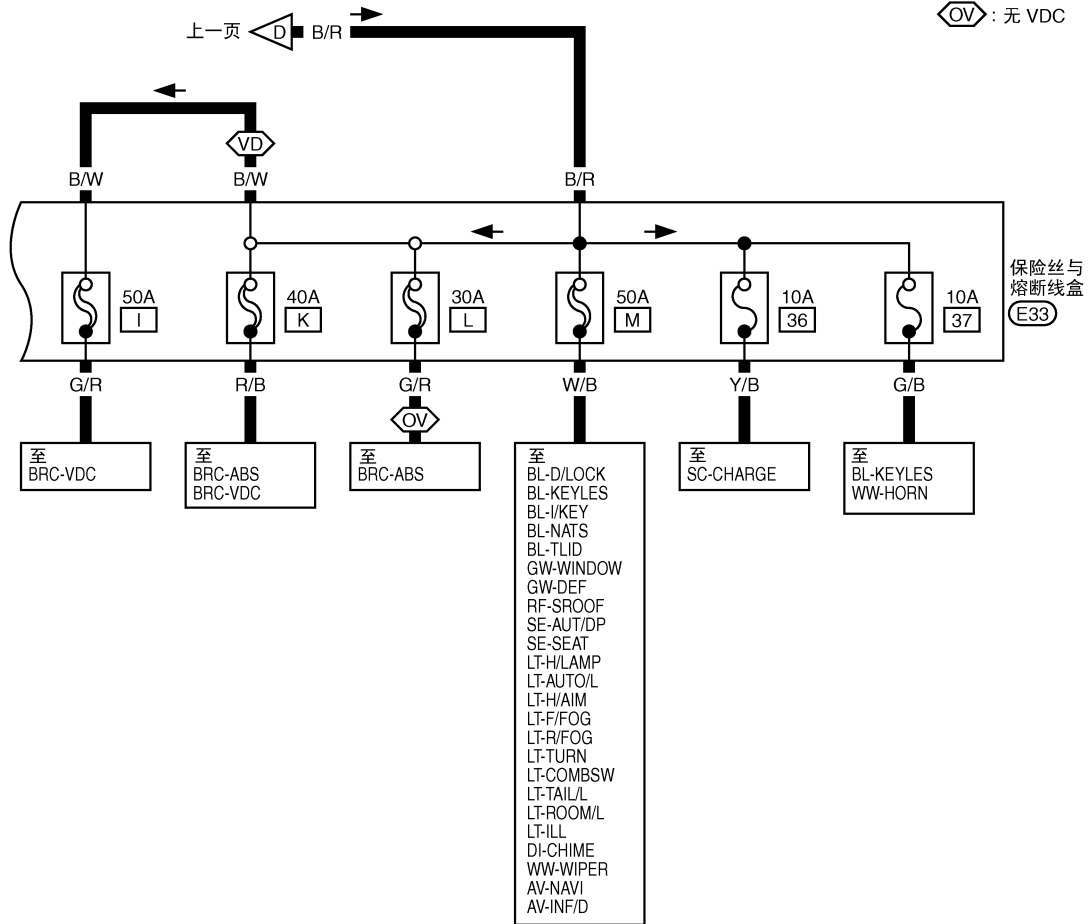 上一页 D B/R
OV : 无 VDC
VD
B/W B/W B/R
保险丝与
熔断线盒
E33
50A
I
40A
K
30A
L
50A
M
10A
36
10A
37
G/R R/B G/R W/B Y/B G/B
OV
至
BRC-VDC
至
BRC-ABS
BRC-VDC
至
BRC-ABS
至
BL-D/LOCK
BL-KEYLES
BL-I/KEY
BL-NATS
BL-TLID
GW-WINDOW
GW-DEF
RF-SROOF
SE-AUT/DP
SE-SEAT
LT-H/LAMP
LT-AUTO/L
LT-H/AIM
LT-F/FOG
LT-R/FOG
LT-TURN
LT-COMBSW
LT-TAIL/L
LT-ROOM/L
LT-ILL
DI-CHIME
WW-WIPER
AV-NAVI
AV-INF/D
至
SC-CHARGE
至
BL-KEYLES
WW-HORN